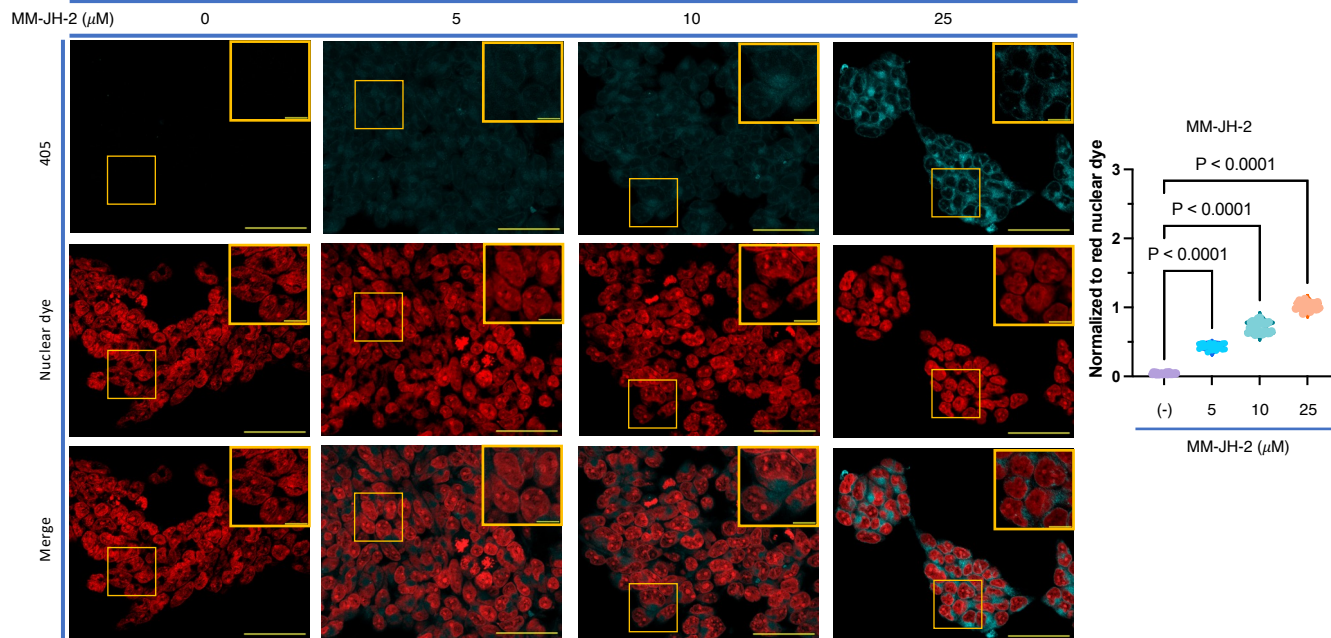 MM-JH-2 (μM) 0 5 10 25
405
Nuclear dye
Merge
MM-JH-2
Normalized to red nuclear dye
3
2
1
0
P < 0.0001
P < 0.0001
P < 0.0001
(-) 5 10 25
MM-JH-2 (μM)